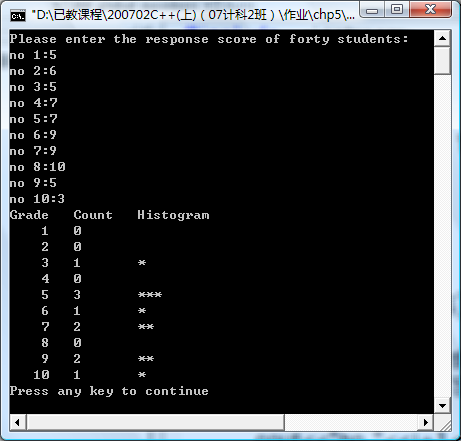 "D:\已教课程\200702C++(上)（07计科2班）\作业\chp5\...
Please enter the response score of forty students:
no 1:5
no 2:6
no 3:5
no 4:7
no 5:7
no 6:9
no 7:9
no 8:10
no 9:5
no 10:3
Grade Count Histogram
1 0
2 0
3 1 *
4 0
5 3 ***
6 1 *
7 2 **
8 0
9 2 **
10 1 *
Press any key to continue